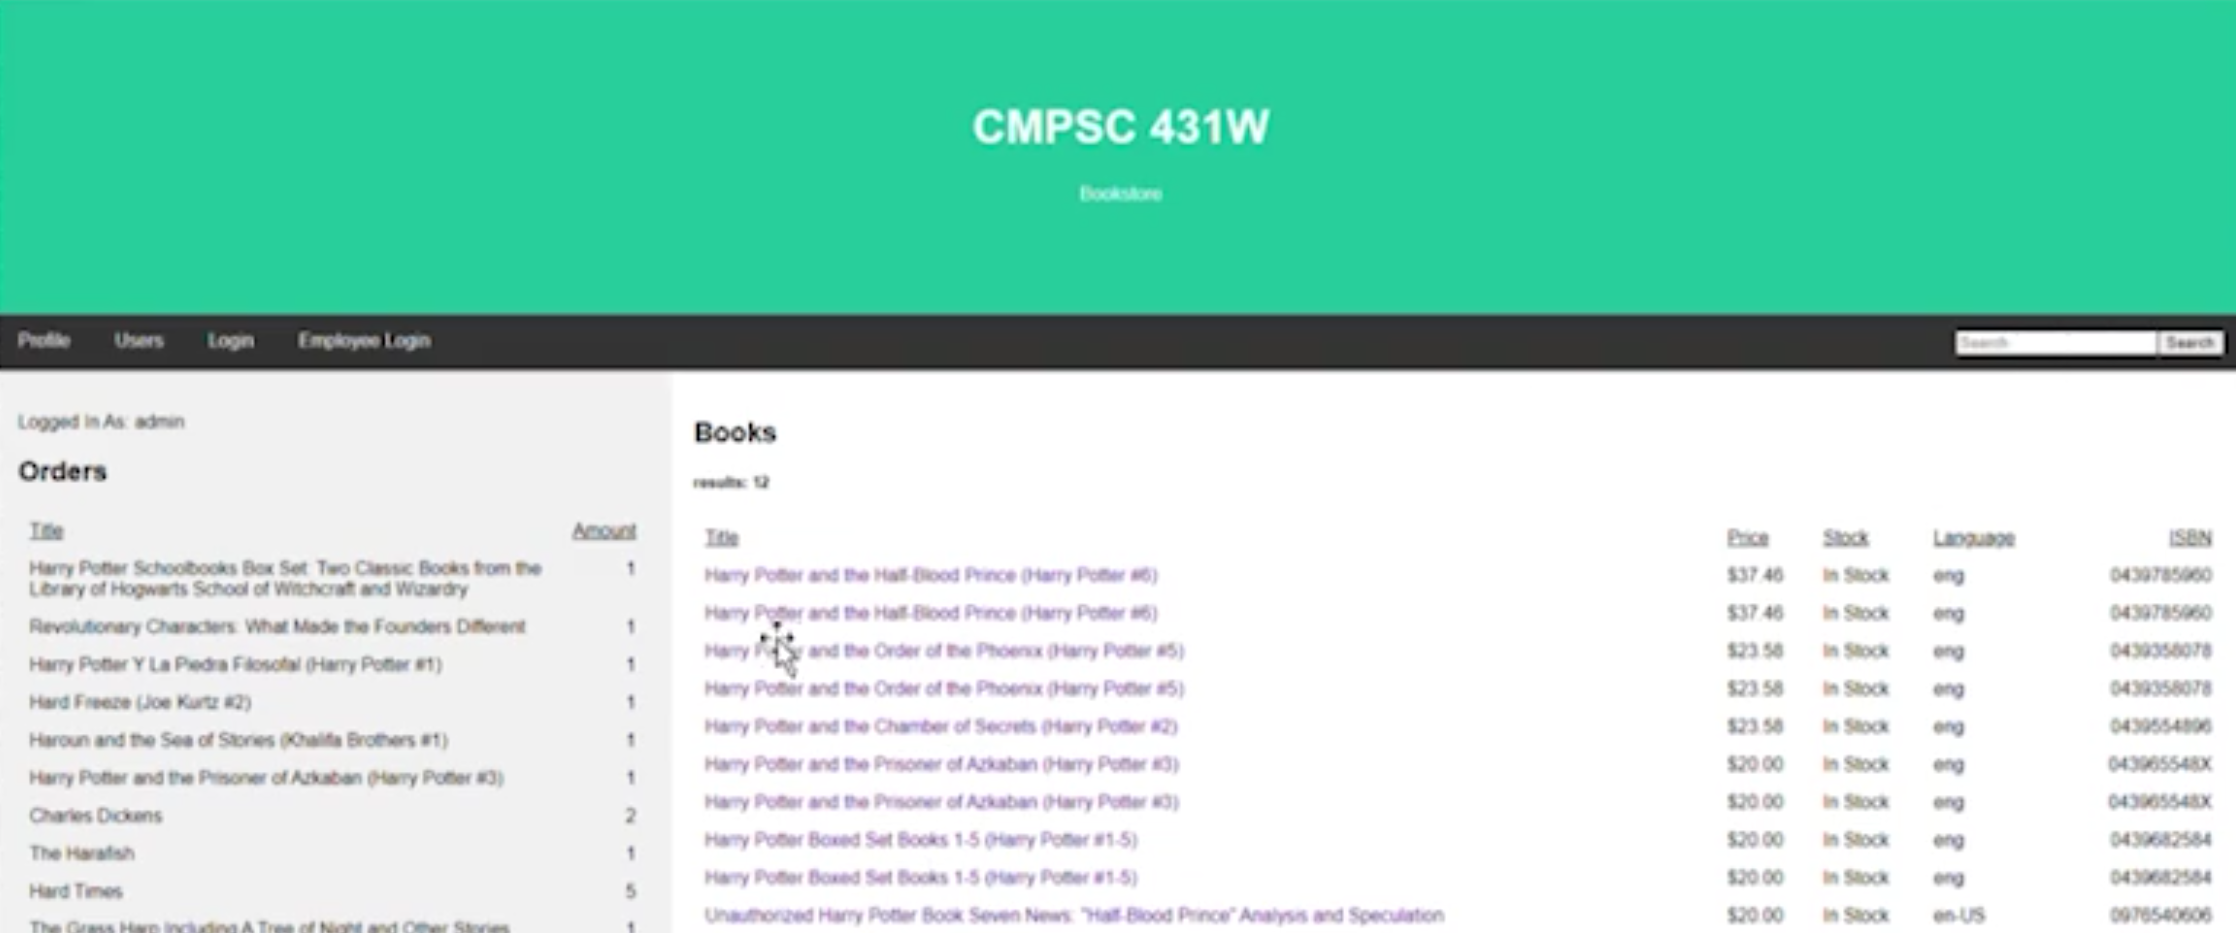 CMPSC 431W
Bookstore
Profile Users Login Employee Login Search Search
Logged In As: admin
Orders
Title Amount
Harry Potter Schoolbooks Box Set: Two Classic Books from the 1
Library of Hogwarts School of Witchcraft and Wizardry
Revolutionary Characters: What Made the Founders Different 1
Harry Potter Y La Piedra Filosofal (Harry Potter #1) 1
Hard Freeze (Joe Kurtz #2) 1
Haroun and the Sea of Stories (Khalifa Brothers #1) 1
Harry Potter and the Prisoner of Azkaban (Harry Potter #3) 1
Charles Dickens 2
The Harafish 1
Hard Times 5
The Grass Harp Including A Tree of Night and Other Stories 1
Books
results: 12
Title Price Stock Language ISBN
Harry Potter and the Half-Blood Prince (Harry Potter #6) $37.46 In Stock eng 0439785960
Harry Potter and the Half-Blood Prince (Harry Potter #6) $37.46 In Stock eng 0439785960
Harry Potter and the Order of the Phoenix (Harry Potter #5) $23.58 In Stock eng 0439358078
Harry Potter and the Order of the Phoenix (Harry Potter #5) $23.58 In Stock eng 0439358078
Harry Potter and the Chamber of Secrets (Harry Potter #2) $23.58 In Stock eng 0439554896
Harry Potter and the Prisoner of Azkaban (Harry Potter #3) $20.00 In Stock eng 043965548X
Harry Potter and the Prisoner of Azkaban (Harry Potter #3) $20.00 In Stock eng 043965548X
Harry Potter Boxed Set Books 1-5 (Harry Potter #1-5) $20.00 In Stock eng 0439682584
Harry Potter Boxed Set Books 1-5 (Harry Potter #1-5) $20.00 In Stock eng 0439682584
Unauthorized Harry Potter Book Seven News: "Half-Blood Prince" Analysis and Speculation $20.00 In Stock en-US 0976540606